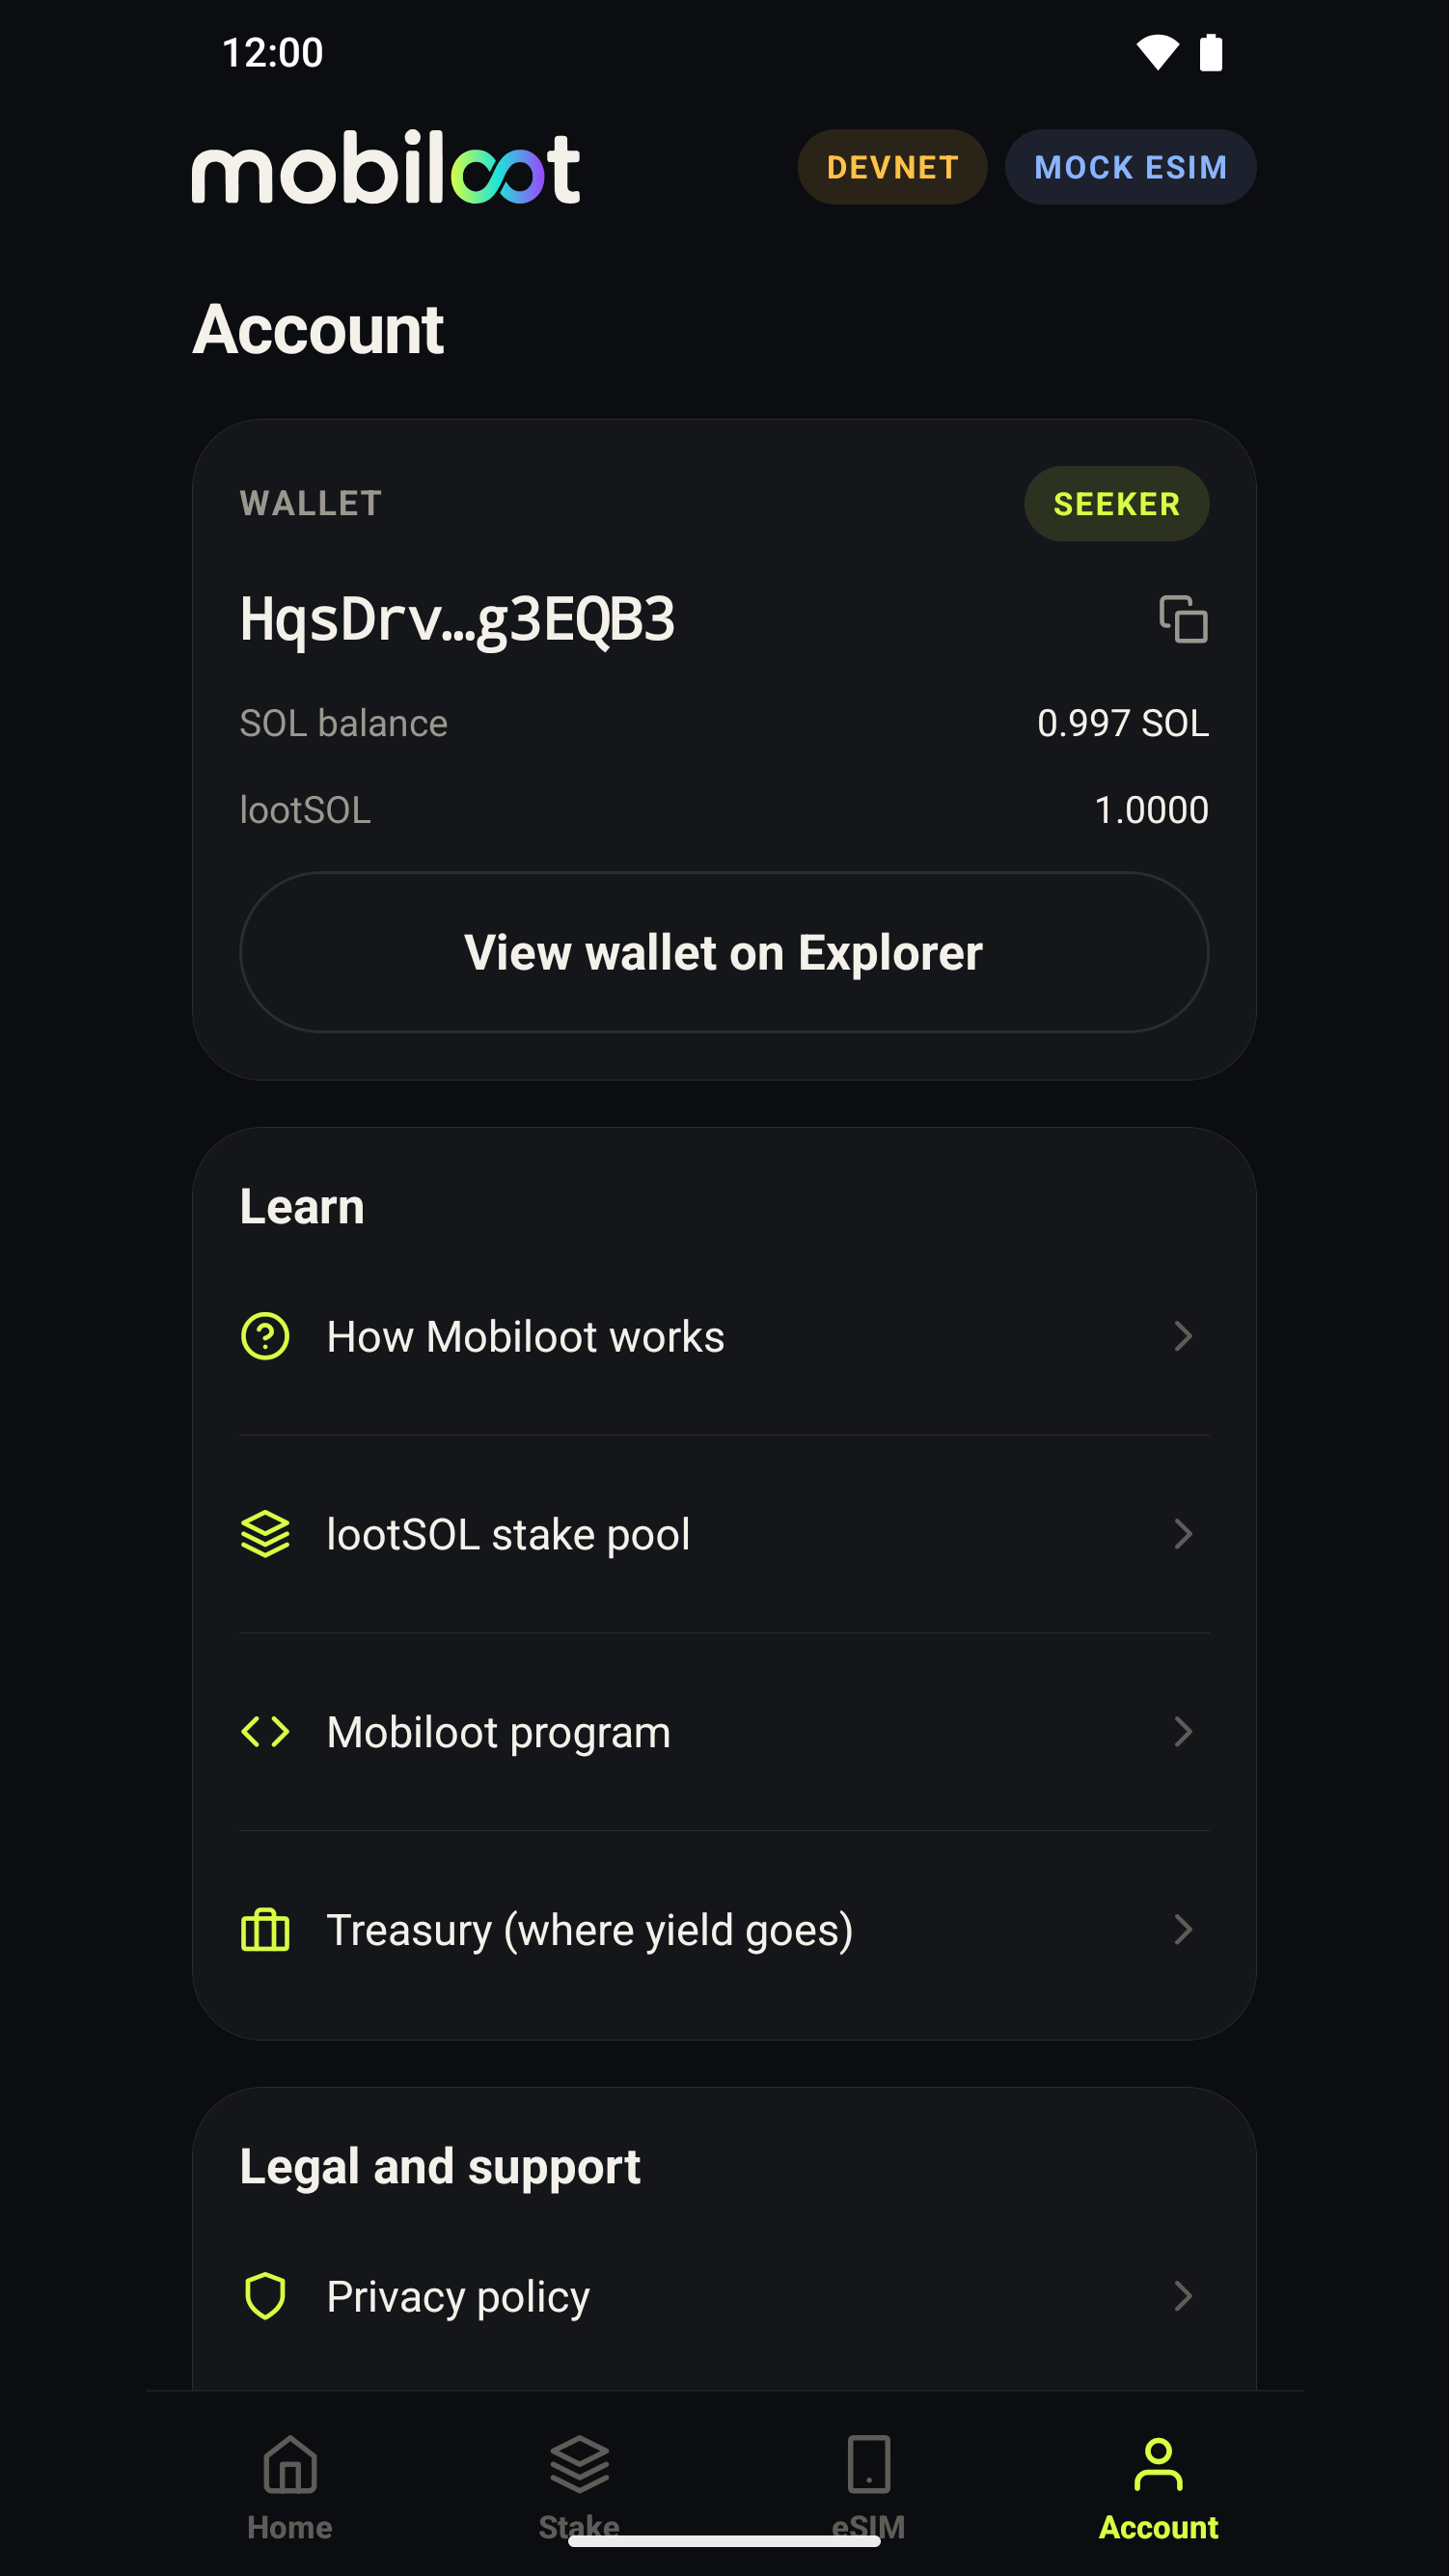 12:00
mobiloot
DEVNET
MOCK ESIM
Account
WALLET
SEEKER
HqsDrv…g3EQB3
SOL balance
0.997 SOL
lootSOL
1.0000
View wallet on Explorer
Learn
How Mobiloot works
lootSOL stake pool
Mobiloot program
Treasury (where yield goes)
Legal and support
Privacy policy
Home
Stake
eSIM
Account